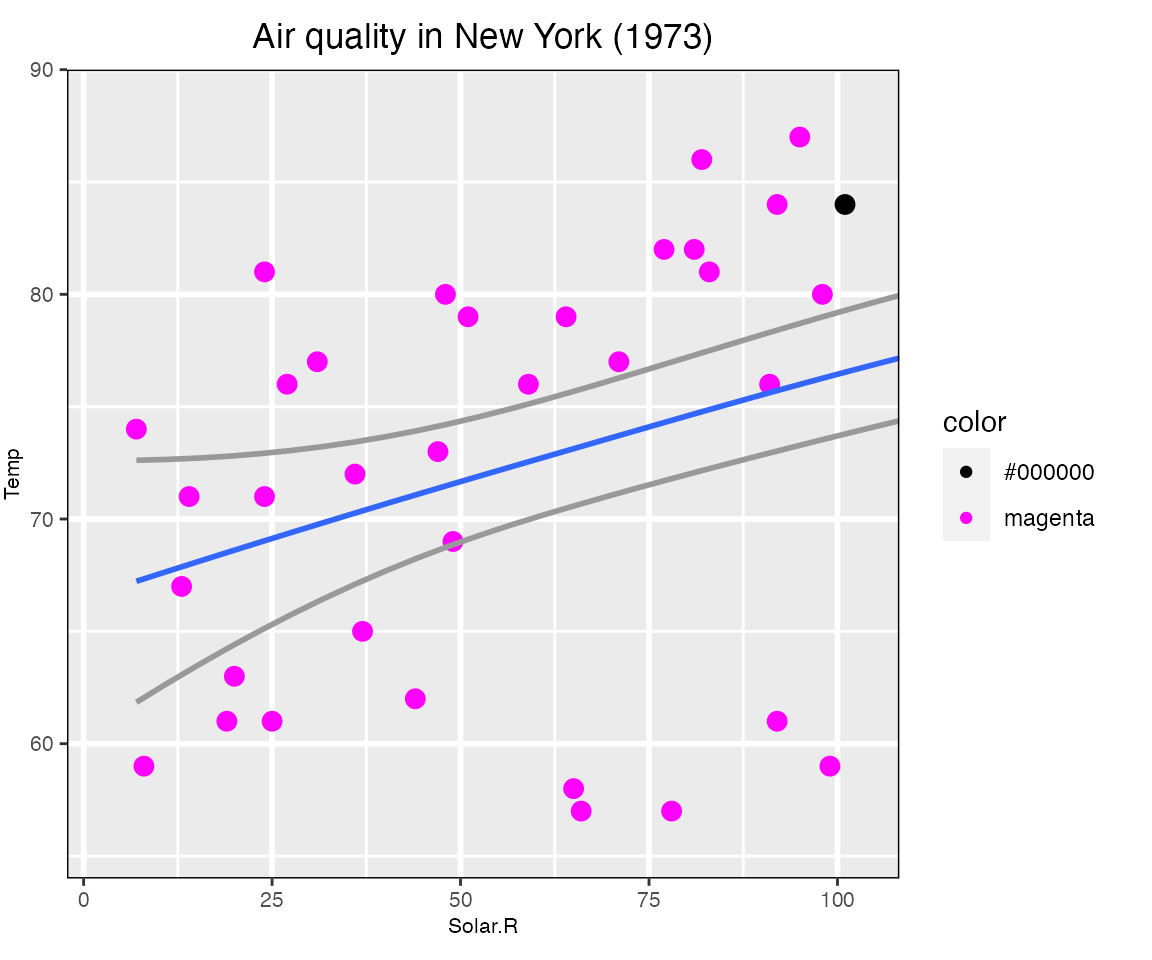 Air quality in New York (1973)
90
80
70
60
Temp
0 25 50 75 100
Solar.R
color
#000000
magenta